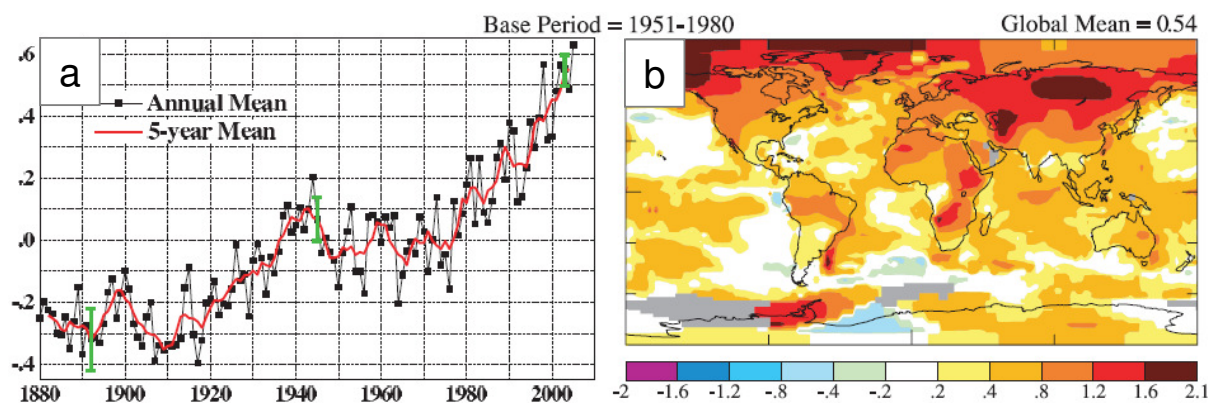 Base Period = 1951-1980
Global Mean = 0.54
a
Annual Mean
5-year Mean
.6
.4
.2
.0
-.2
-.4
1880 1900 1920 1940 1960 1980 2000
b
-2 -1.6 -1.2 -.8 -.4 -.2 .2 .4 .8 1.2 1.6 2.1